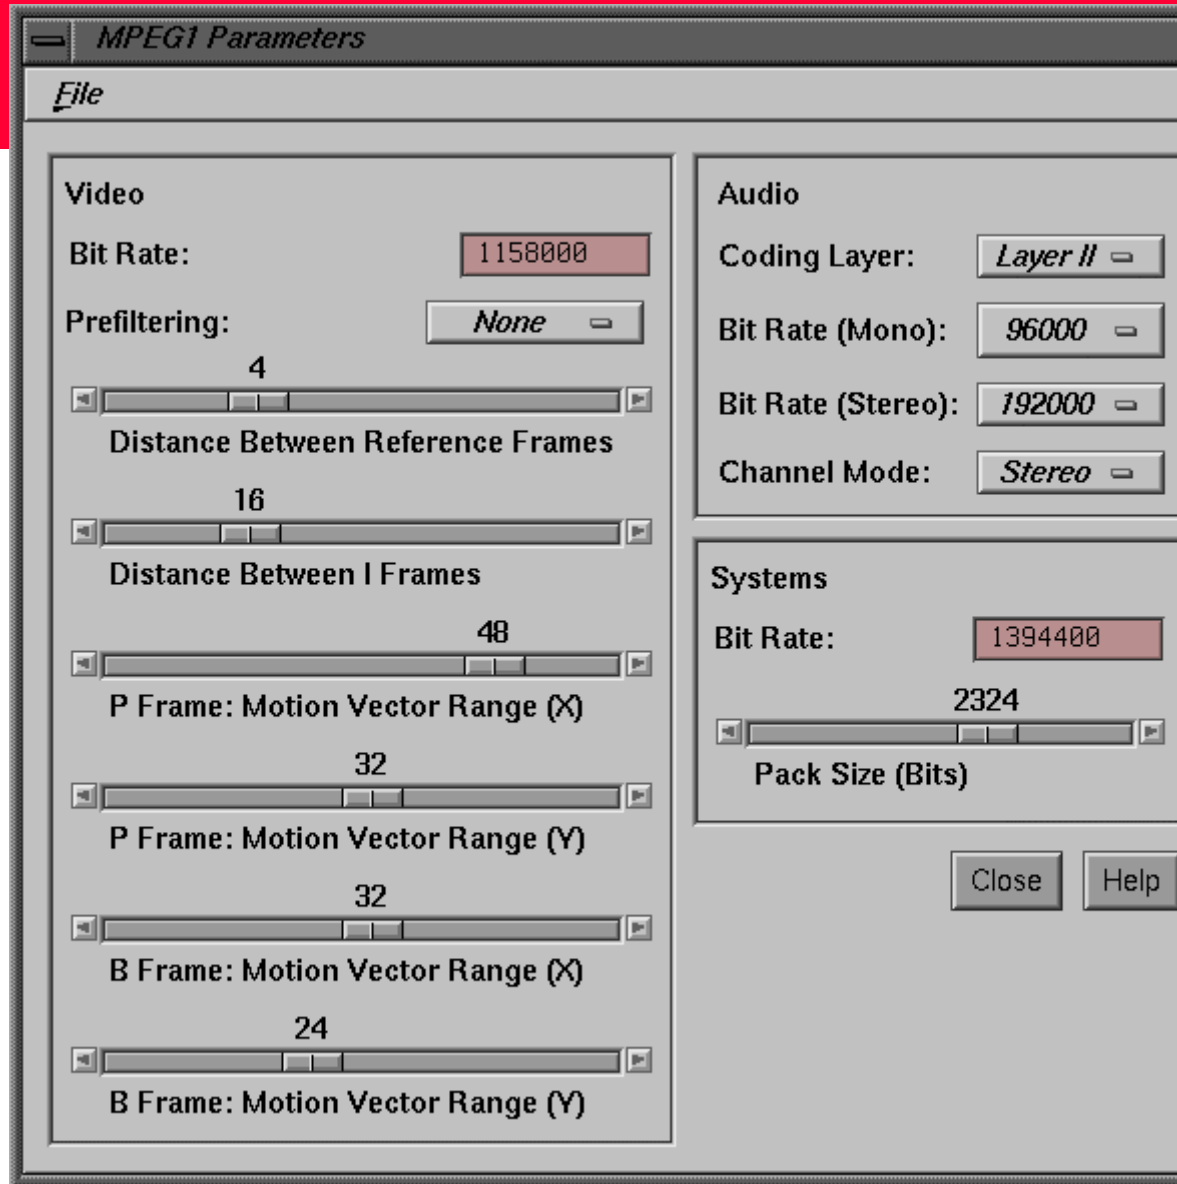 MPEG1 Parameters
File
Video
Bit Rate: 1158000
Prefiltering: None
4
Distance Between Reference Frames
16
Distance Between I Frames
48
P Frame: Motion Vector Range (X)
32
P Frame: Motion Vector Range (Y)
32
B Frame: Motion Vector Range (X)
24
B Frame: Motion Vector Range (Y)
Audio
Coding Layer: Layer II
Bit Rate (Mono): 96000
Bit Rate (Stereo): 192000
Channel Mode: Stereo
Systems
Bit Rate: 1394400
2324
Pack Size (Bits)
Close Help